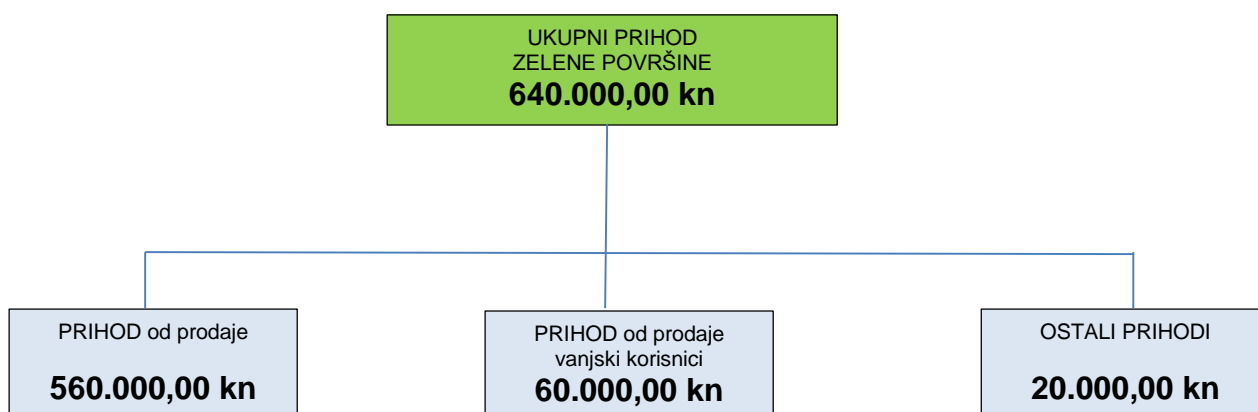 UKUPNI PRIHOD
ZELENE POVRŠINE
640.000,00 kn
PRIHOD od prodaje
560.000,00 kn
PRIHOD od prodaje
vanjski korisnici
60.000,00 kn
OSTALI PRIHODI
20.000,00 kn